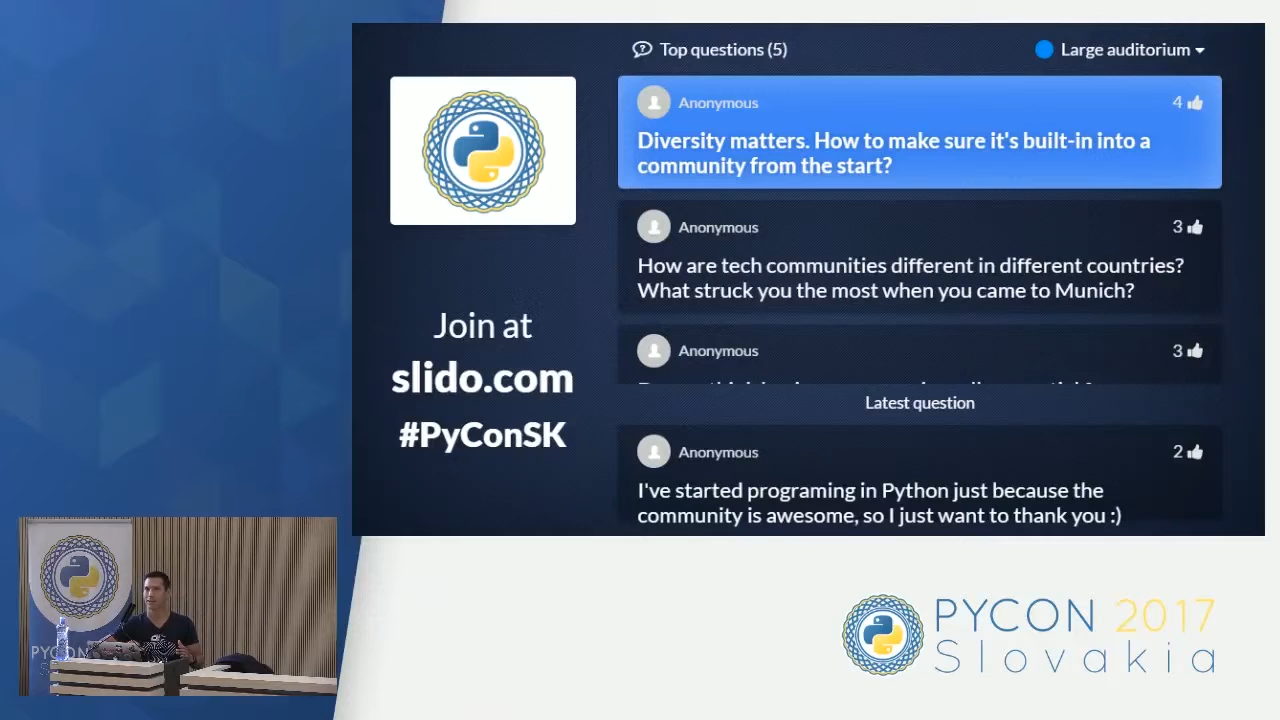 Top questions (5)
Large auditorium
Anonymous
4
Diversity matters. How to make sure it's built-in into a
community from the start?
Anonymous
3
How are tech communities different in different countries?
What struck you the most when you came to Munich?
Anonymous
3
Latest question
Anonymous
2
I've started programing in Python just because the
community is awesome, so I just want to thank you :)
Join at
slido.com
#PyConSK
PYCON 2017
Slovakia